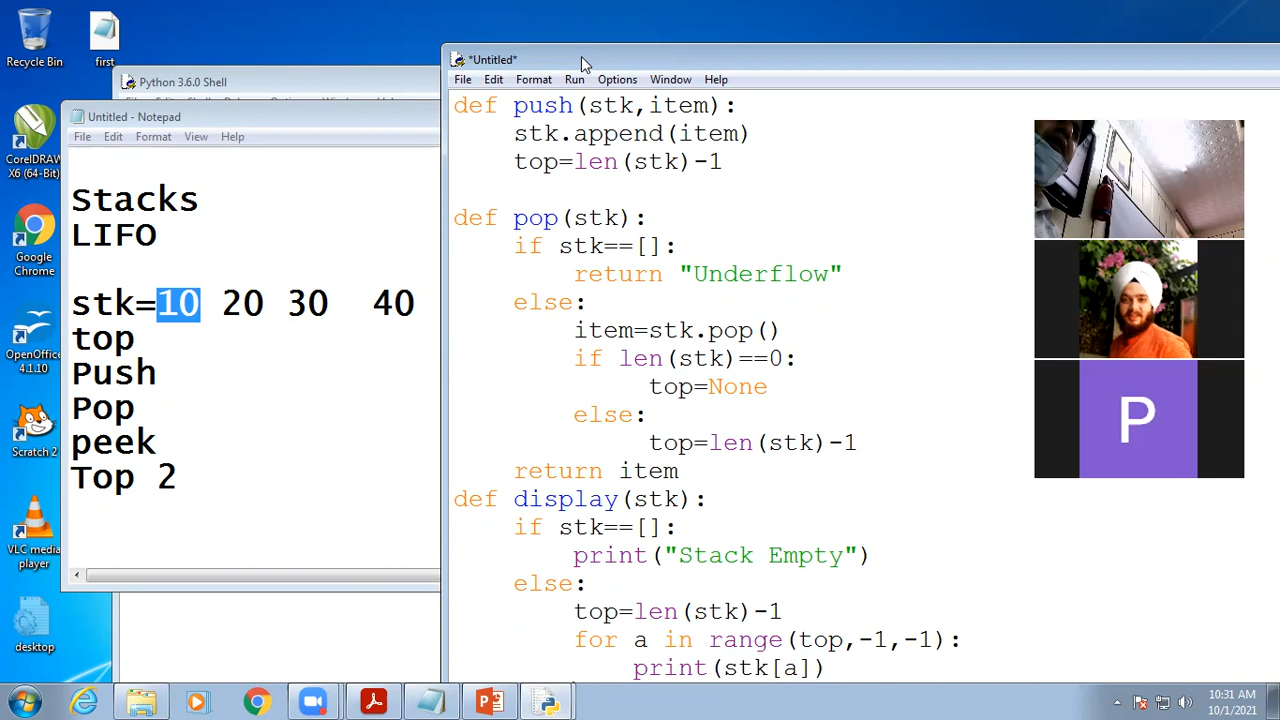 Recycle Bin
first
CorelDRAW
X6 (64-Bit)
Google
Chrome
OpenOffice
4.1.10
Scratch 2
VLC media
player
desktop
Python 3.6.0 Shell
Untitled - Notepad
File Edit Format View Help
Stacks
LIFO
stk=10 20 30 40
top
Push
Pop
peek
Top 2
*Untitled*
File Edit Format Run Options Window Help
def push(stk,item):
stk.append(item)
top=len(stk)-1
def pop(stk):
if stk==[]:
return "Underflow"
else:
item=stk.pop()
if len(stk)==0:
top=None
else:
top=len(stk)-1
return item
def display(stk):
if stk==[]:
print("Stack Empty")
else:
top=len(stk)-1
for a in range(top,-1,-1):
print(stk[a])
P
10:31 AM
10/1/2021